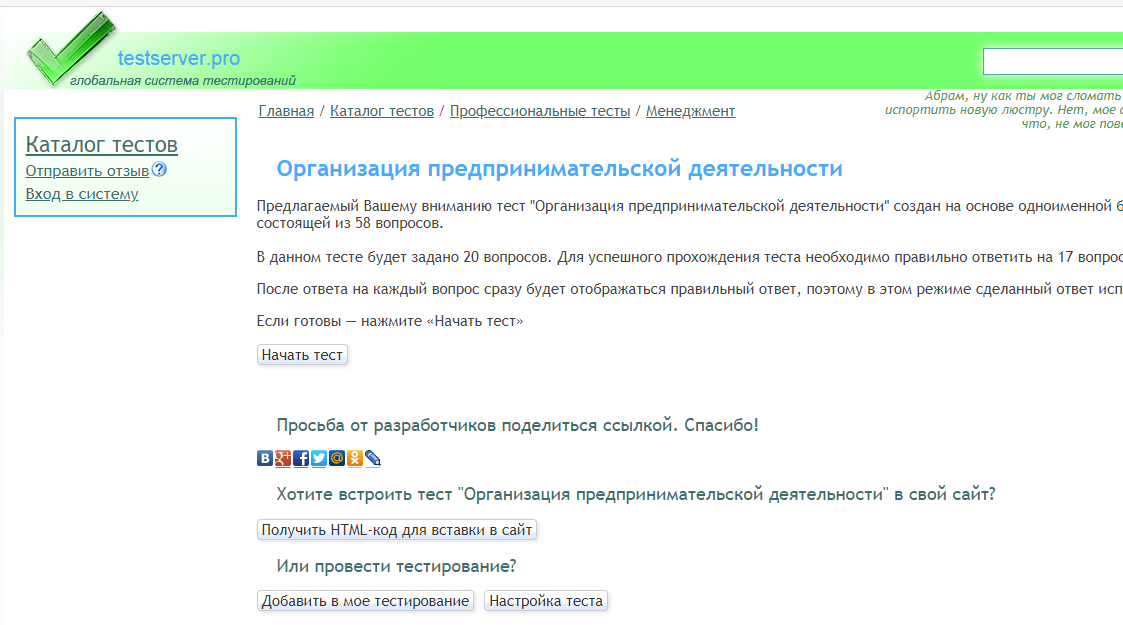 testserver.pro
глобальная система тестирований
Абрам, ну как ты мог сломать
испортить новую люстру. Нет, мое
что, не мог
Главная / Каталог тестов / Профессиональные тесты / Менеджмент
Каталог тестов
Отправить отзыв ?
Вход в систему
Организация предпринимательской деятельности
Предлагаемый Вашему вниманию тест "Организация предпринимательской деятельности" создан на основе одноименной
состоящей из 58 вопросов.
В данном тесте будет задано 20 вопросов. Для успешного прохождения теста необходимо правильно ответить на 17
После ответа на каждый вопрос сразу будет отображаться правильный ответ, поэтому в этом режиме сделанный ответ
Если готовы — нажмите «Начать тест»
Начать тест
Просьба от разработчиков поделиться ссылкой. Спасибо!
Хотите встроить тест "Организация предпринимательской деятельности" в свой сайт?
Получить HTML-код для вставки в сайт
Или провести тестирование?
Добавить в мое тестирование Настройка теста